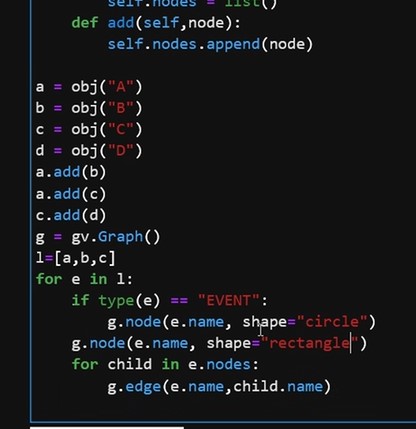 self.nodes = list()
    def add(self,node):
        self.nodes.append(node)

a = obj("A")
b = obj("B")
c = obj("C")
d = obj("D")
a.add(b)
a.add(c)
c.add(d)
g = gv.Graph()
l=[a,b,c]
for e in l:
    if type(e) == "EVENT":
        g.node(e.name, shape="circle")
    g.node(e.name, shape="rectangle")
    for child in e.nodes:
        g.edge(e.name,child.name)